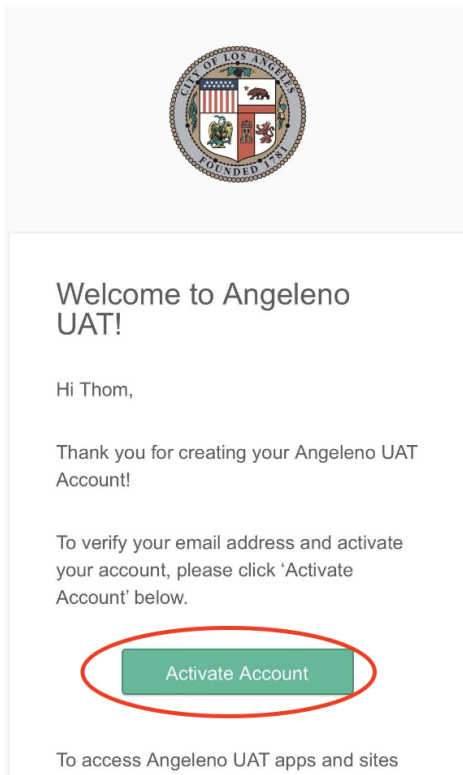 CITY OF LOS ANGELES
FOUNDED 1781
Welcome to Angeleno
UAT!
Hi Thom,
Thank you for creating your Angeleno UAT
Account!
To verify your email address and activate
your account, please click ‘Activate
Account’ below.
Activate Account
To access Angeleno UAT apps and sites